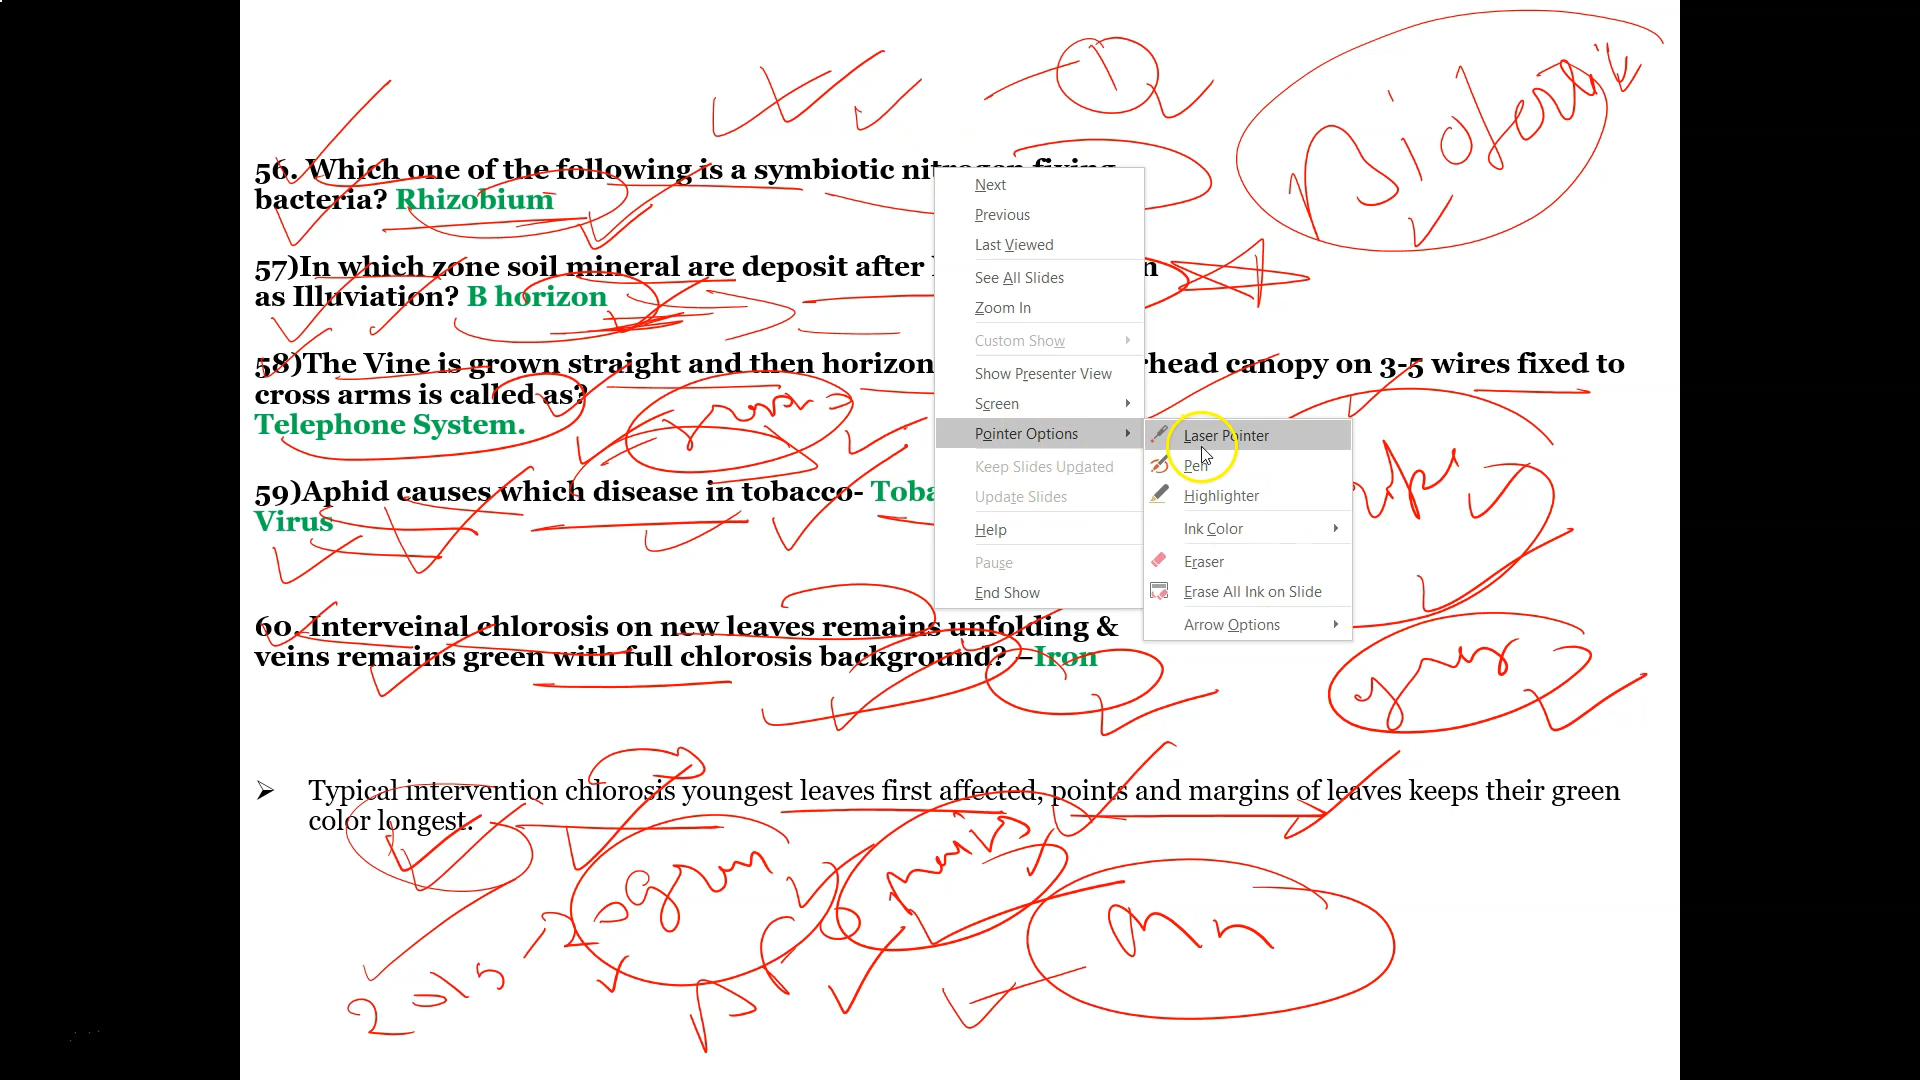 56. Which one of the following is a symbiotic nitrogen fixing
bacteria? Rhizobium
57)In which zone soil mineral are deposit after
as Illuviation? B horizon
58)The Vine is grown straight and then horizon rhead canopy on 3-5 wires fixed to
cross arms is called as?
Telephone System.
59)Aphid causes which disease in tobacco- Toba
Virus
60. Interveinal chlorosis on new leaves remains unfolding &
veins remains green with full chlorosis background? –Iron
➢ Typical intervention chlorosis youngest leaves first affected, points and margins of leaves keeps their green
color longest.
Next
Previous
Last Viewed
See All Slides
Zoom In
Custom Show
Show Presenter View
Screen
Pointer Options
Keep Slides Updated
Update Slides
Help
Pause
End Show
Laser Pointer
Pen
Highlighter
Ink Color
Eraser
Erase All Ink on Slide
Arrow Options
Mn